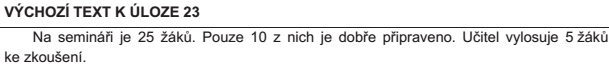 VÝCHOZÍ TEXT K ÚLOZE 23
Na semináři je 25 žáků. Pouze 10 z nich je dobře připraveno. Učitel vylosuje 5 žáků
ke zkoušení.